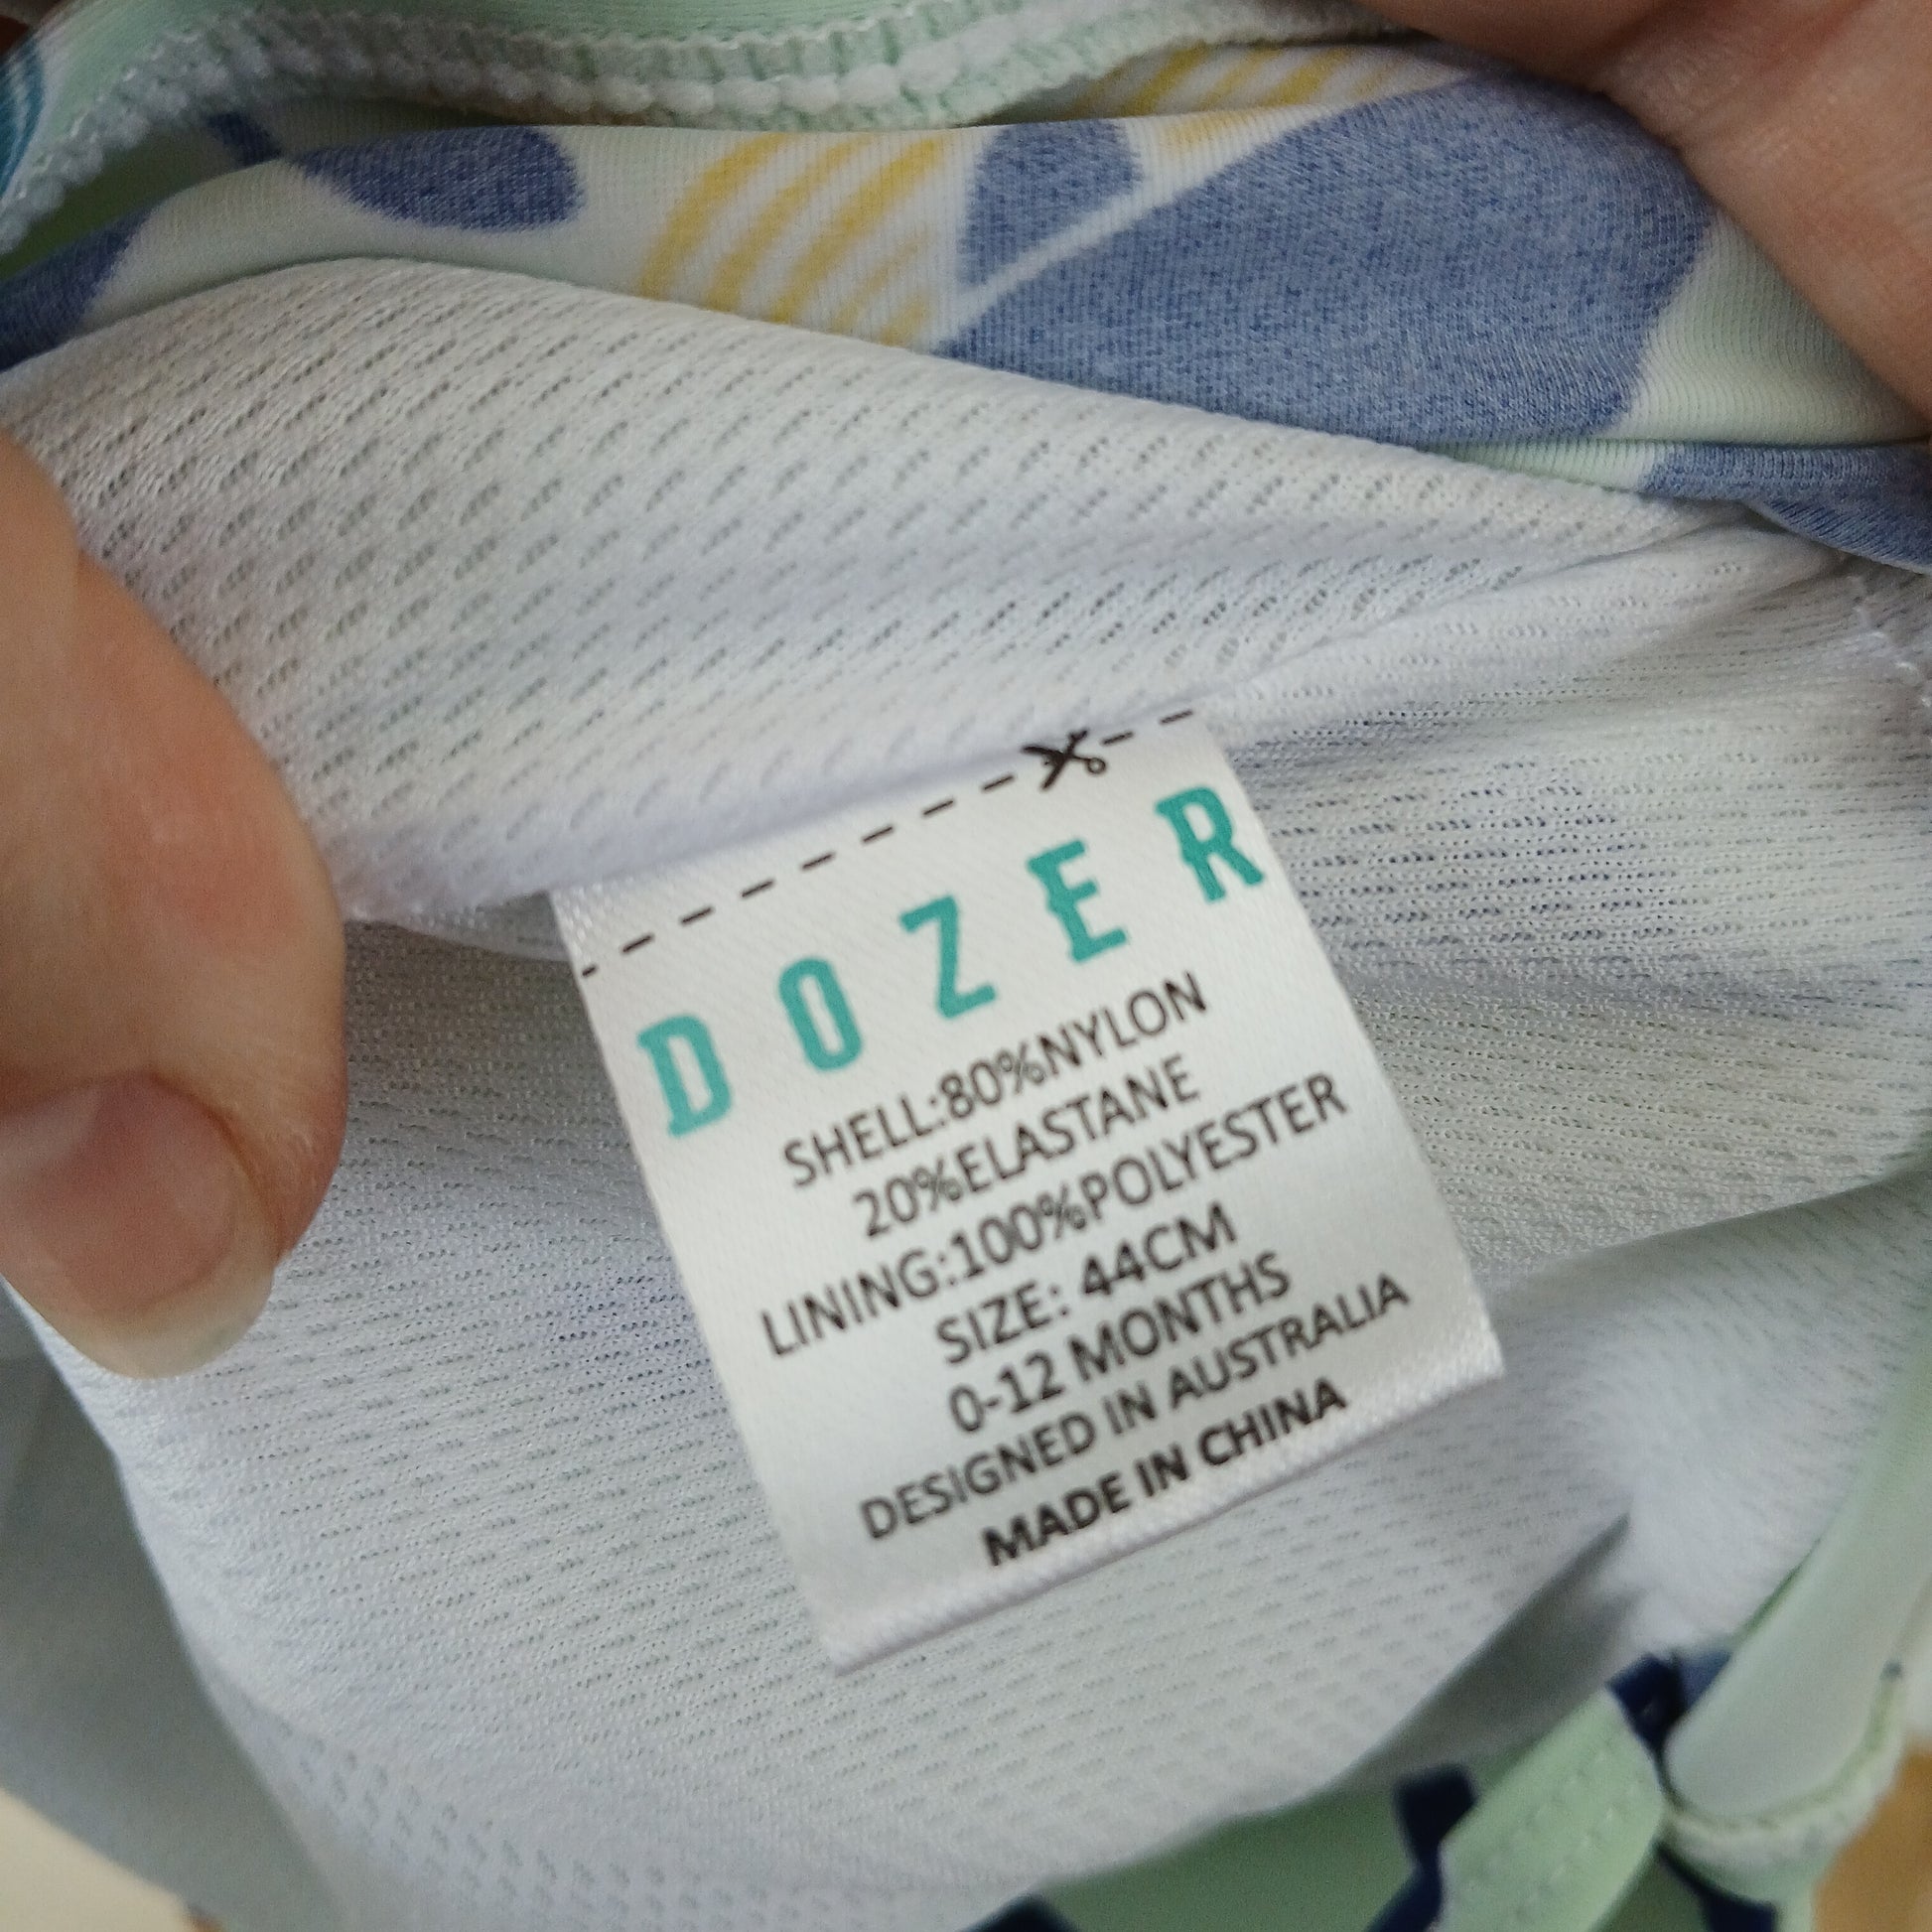 DOZER
SHELL:80%NYLON
20%ELASTANE
LINING:100%POLYESTER
SIZE: 44CM
0-12 MONTHS
DESIGNED IN AUSTRALIA
MADE IN CHINA